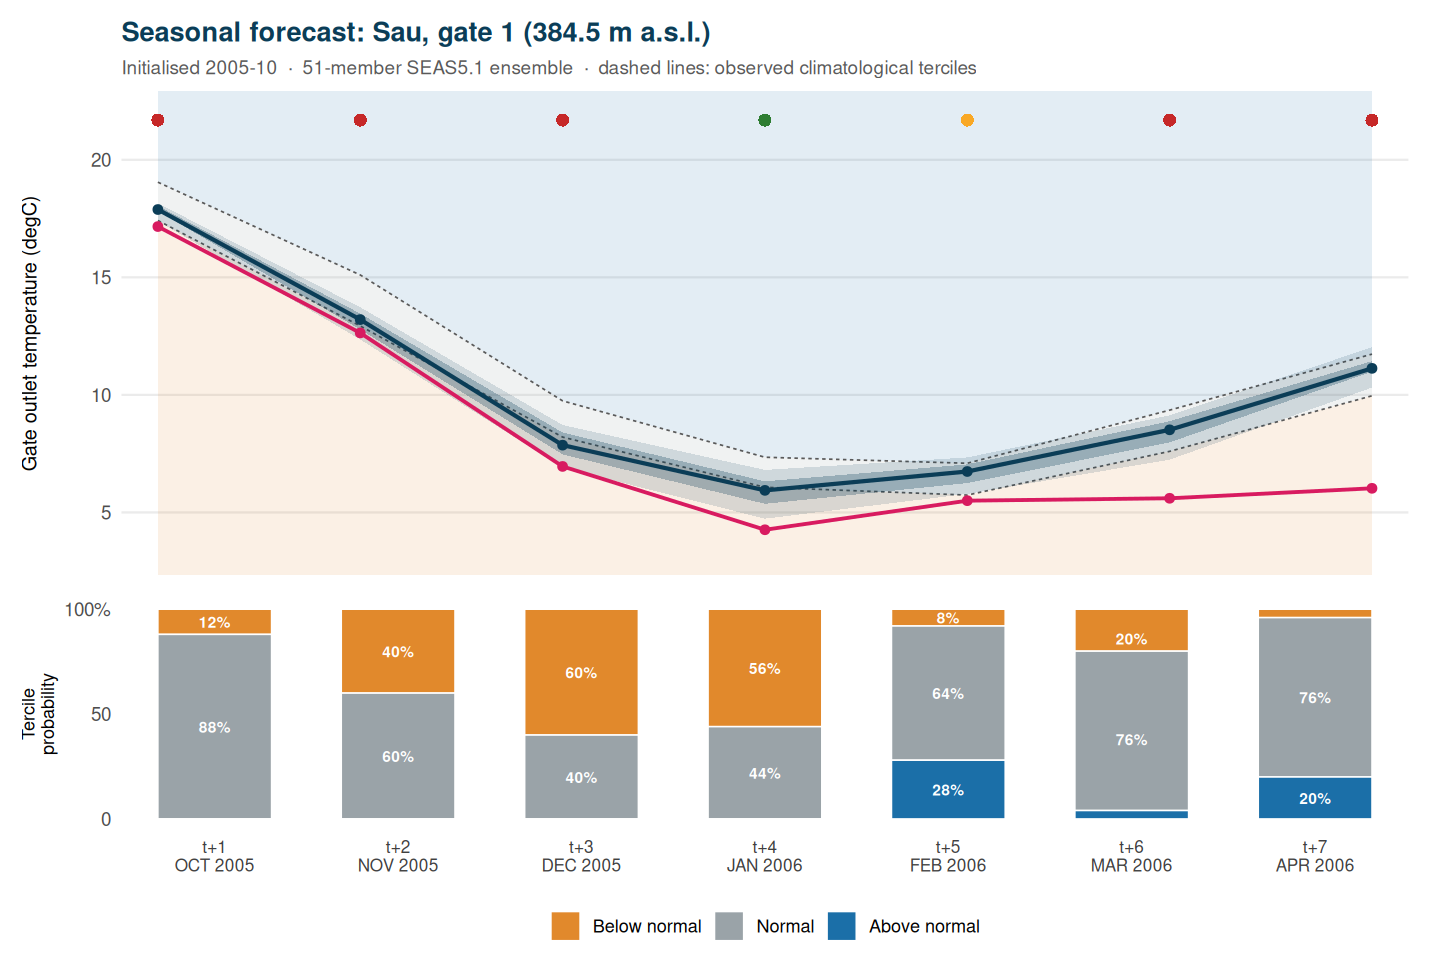 Seasonal forecast: Sau, gate 1 (384.5 m a.s.l.)
Initialised 2005-10 · 51-member SEAS5.1 ensemble · dashed lines: observed climatological terciles
Gate outlet temperature (degC)
20
15
10
5
Tercile
probability
100%
50
0
12%
88%
40%
60%
60%
40%
56%
44%
8%
64%
28%
20%
76%
76%
20%
t+1
OCT 2005
t+2
NOV 2005
t+3
DEC 2005
t+4
JAN 2006
t+5
FEB 2006
t+6
MAR 2006
t+7
APR 2006
Below normal
Normal
Above normal